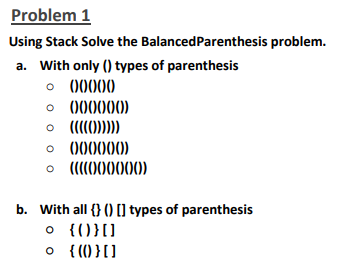 Problem 1
Using Stack Solve the BalancedParenthesis problem.
a. With only () types of parenthesis
o ()()()()()
o ()()()()()())
o ((((())))))
o ()()()()()())
o ((((()()()()()()))
b. With all {} () [] types of parenthesis
o { ( ) } [ ]
o { ( () } [ ]